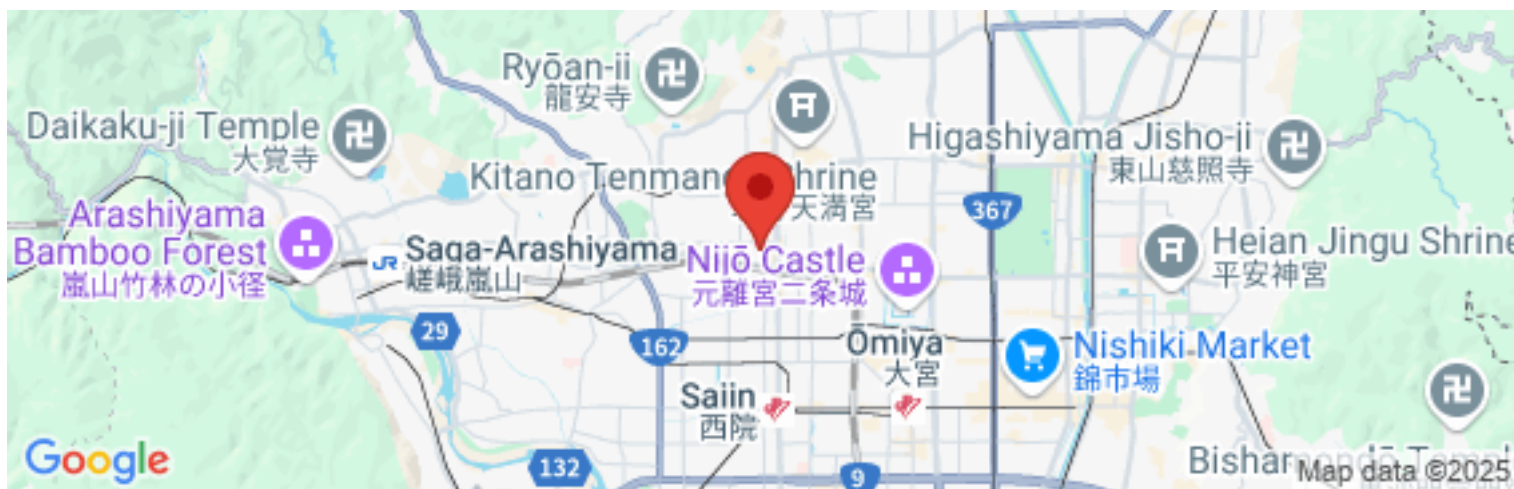 Ryōan-ji
龍安寺
Daikaku-ji Temple
大覚寺
Higashiyama Jisho-ji
東山慈照寺
Kitano Tenman Shrine
天満宮
367
Arashiyama
Bamboo Forest
嵐山竹林の小径
JR
Saga-Arashiyama
嵯峨嵐山
Nijō Castle
元離宮二条城
Heian Jingu Shrine
平安神宮
29
162
Ōmiya
大宮
Nishiki Market
錦市場
Saiin
西院
Google
132
9
Map data ©2025